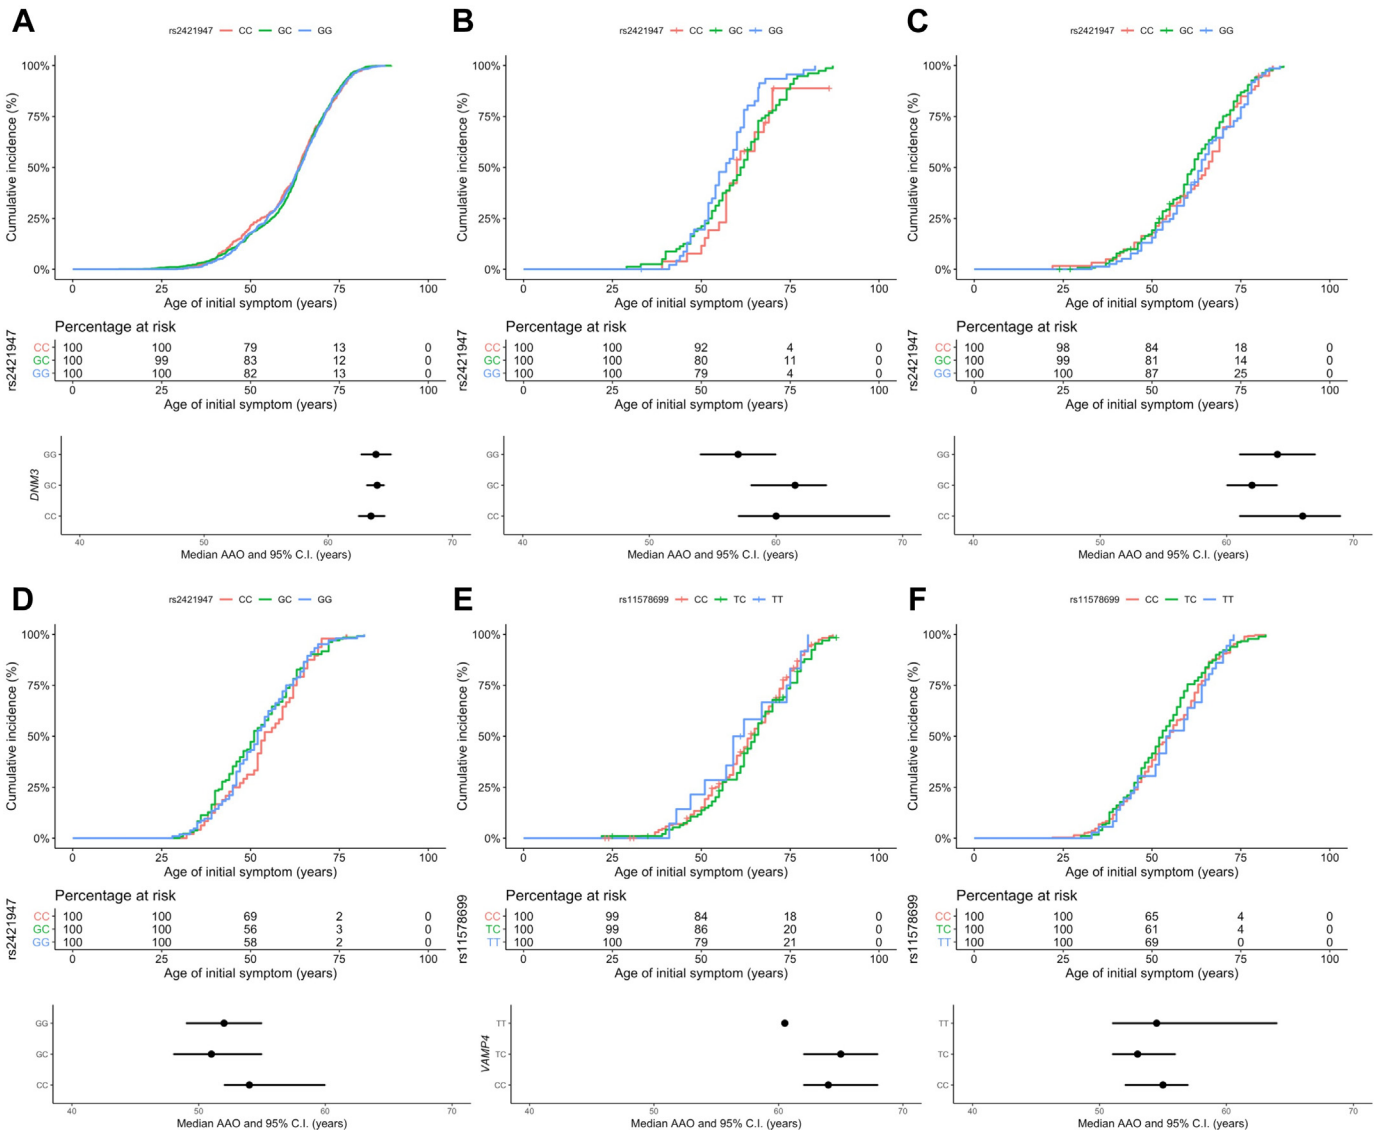 A
rs2421947 CC GC GG
Cumulative incidence (%)
100%
75%
50%
25%
0%
0 25 50 75 100
Age of initial symptom (years)
Percentage at risk
rs2421947
CC 100 100 79 13 0
GC 100 99 83 12 0
GG 100 100 82 13 0
0 25 50 75 100
Age of initial symptom (years)
DNM3
GG
GC
CC
40 50 60 70
Median AAO and 95% C.I. (years)
B
rs2421947 CC GC GG
Cumulative incidence (%)
100%
75%
50%
25%
0%
0 25 50 75 100
Age of initial symptom (years)
Percentage at risk
rs2421947
CC 100 100 92 4 0
GC 100 100 80 11 0
GG 100 100 79 4 0
0 25 50 75 100
Age of initial symptom (years)
GG
GC
CC
40 50 60 70
Median AAO and 95% C.I. (years)
C
rs2421947 CC GC GG
Cumulative incidence (%)
100%
75%
50%
25%
0%
0 25 50 75 100
Age of initial symptom (years)
Percentage at risk
rs2421947
CC 100 98 84 18 0
GC 100 99 81 14 0
GG 100 100 87 25 0
0 25 50 75 100
Age of initial symptom (years)
GG
GC
CC
40 50 60 70
Median AAO and 95% C.I. (years)
D
rs2421947 CC GC GG
Cumulative incidence (%)
100%
75%
50%
25%
0%
0 25 50 75 100
Age of initial symptom (years)
Percentage at risk
rs2421947
CC 100 100 69 2 0
GC 100 100 56 3 0
GG 100 100 58 2 0
0 25 50 75 100
Age of initial symptom (years)
GG
GC
CC
40 50 60 70
Median AAO and 95% C.I. (years)
E
rs11578699 CC TC TT
Cumulative incidence (%)
100%
75%
50%
25%
0%
0 25 50 75 100
Age of initial symptom (years)
Percentage at risk
rs11578699
CC 100 99 84 18 0
TC 100 99 86 20 0
TT 100 100 79 21 0
0 25 50 75 100
Age of initial symptom (years)
VAMP4
TT
TC
CC
40 50 60 70
Median AAO and 95% C.I. (years)
F
rs11578699 CC TC TT
Cumulative incidence (%)
100%
75%
50%
25%
0%
0 25 50 75 100
Age of initial symptom (years)
Percentage at risk
rs11578699
CC 100 100 65 4 0
TC 100 100 61 4 0
TT 100 100 69 0 0
0 25 50 75 100
Age of initial symptom (years)
TT
TC
CC
40 50 60 70
Median AAO and 95% C.I. (years)